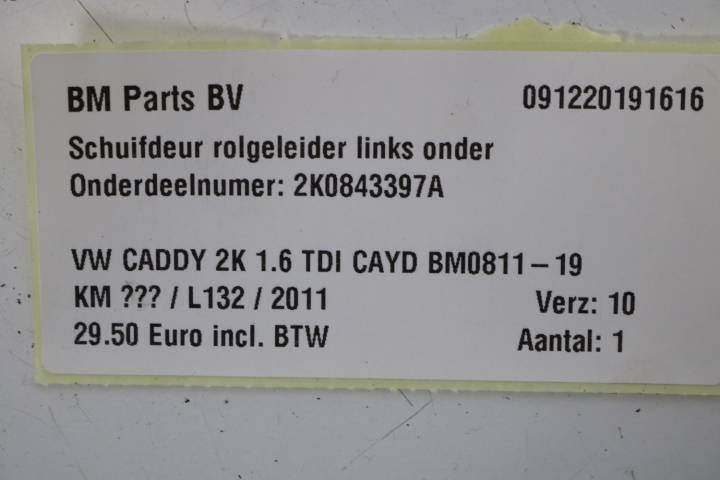 BM Parts BV 091220191616
Schuifdeur rolgeleider links onder
Onderdeelnumer: 2K0843397A
VW CADDY 2K 1.6 TDI CAYD BM0811-19
KM ??? / L132 / 2011 Verz: 10
29.50 Euro incl. BTW Aantal: 1